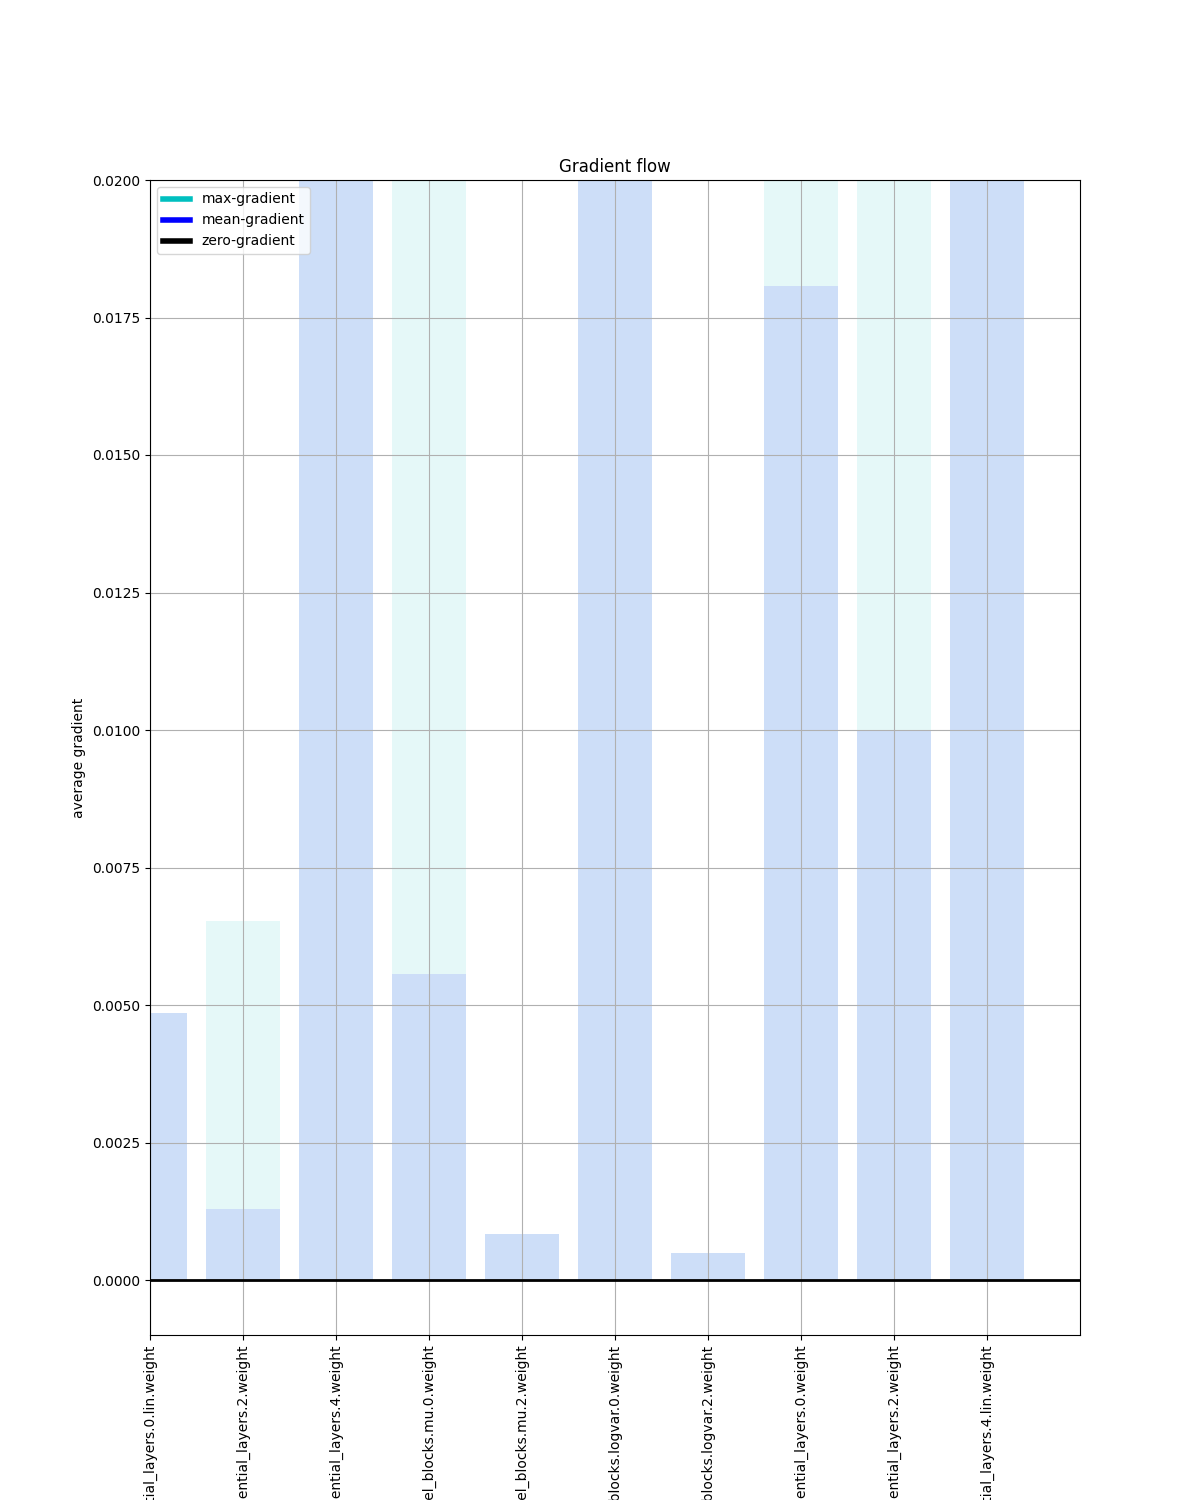 Gradient flow
max-gradient
mean-gradient
zero-gradient
0.0200
0.0175
0.0150
0.0125
0.0100
0.0075
0.0050
0.0025
0.0000
average gradient
tial_layers.0.lin.weight
ential_layers.2.weight
ential_layers.4.weight
el_blocks.mu.0.weight
el_blocks.mu.2.weight
blocks.logvar.0.weight
blocks.logvar.2.weight
ential_layers.0.weight
ential_layers.2.weight
tial_layers.4.lin.weight